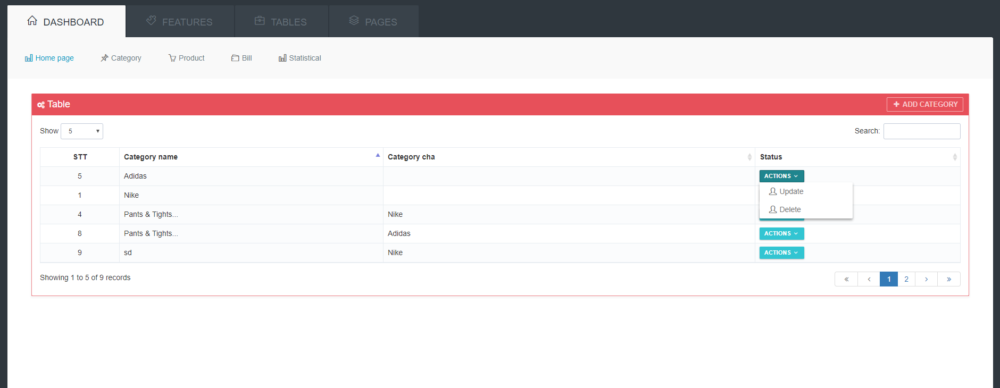 DASHBOARD FEATURES TABLES PAGES
Home page Category Product Bill Statistical
Table ADD CATEGORY
Show 5 Search:
STT Category name Category cha Status
5 Adidas ACTIONS
1 Nike Update
4 Pants & Tights... Nike Delete
8 Pants & Tights... Adidas ACTIONS
9 sd Nike ACTIONS
Showing 1 to 5 of 9 records « ‹ 1 2 › »